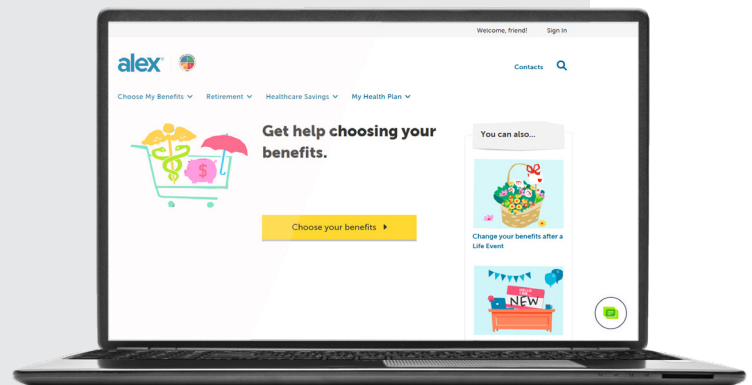 Welcome, friend! Sign In
alex
Contacts
Choose My Benefits Retirement Healthcare Savings My Health Plan
Get help choosing your
benefits.
Choose your benefits
You can also...
Change your benefits after a
Life Event
$
NEW